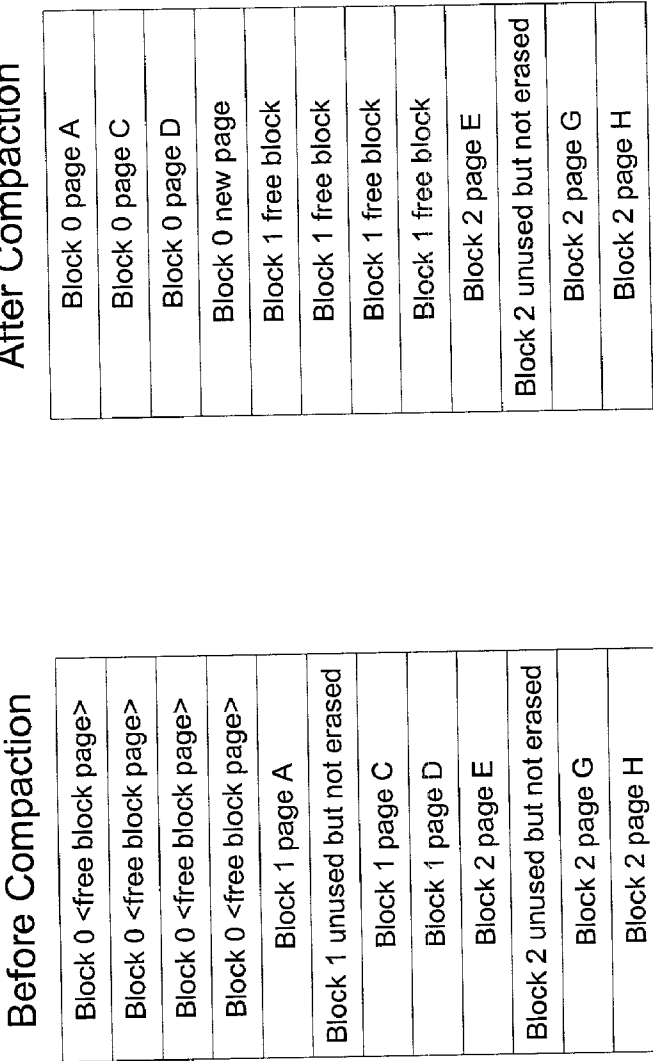 Before Compaction
Block 0 <free block page>
Block 0 <free block page>
Block 0 <free block page>
Block 0 <free block page>
Block 1 page A
Block 1 unused but not erased
Block 1 page C
Block 1 page D
Block 2 page E
Block 2 unused but not erased
Block 2 page G
Block 2 page H
After Compaction
Block 0 page A
Block 0 page C
Block 0 page D
Block 0 new page
Block 1 free block
Block 1 free block
Block 1 free block
Block 1 free block
Block 2 page E
Block 2 unused but not erased
Block 2 page G
Block 2 page H